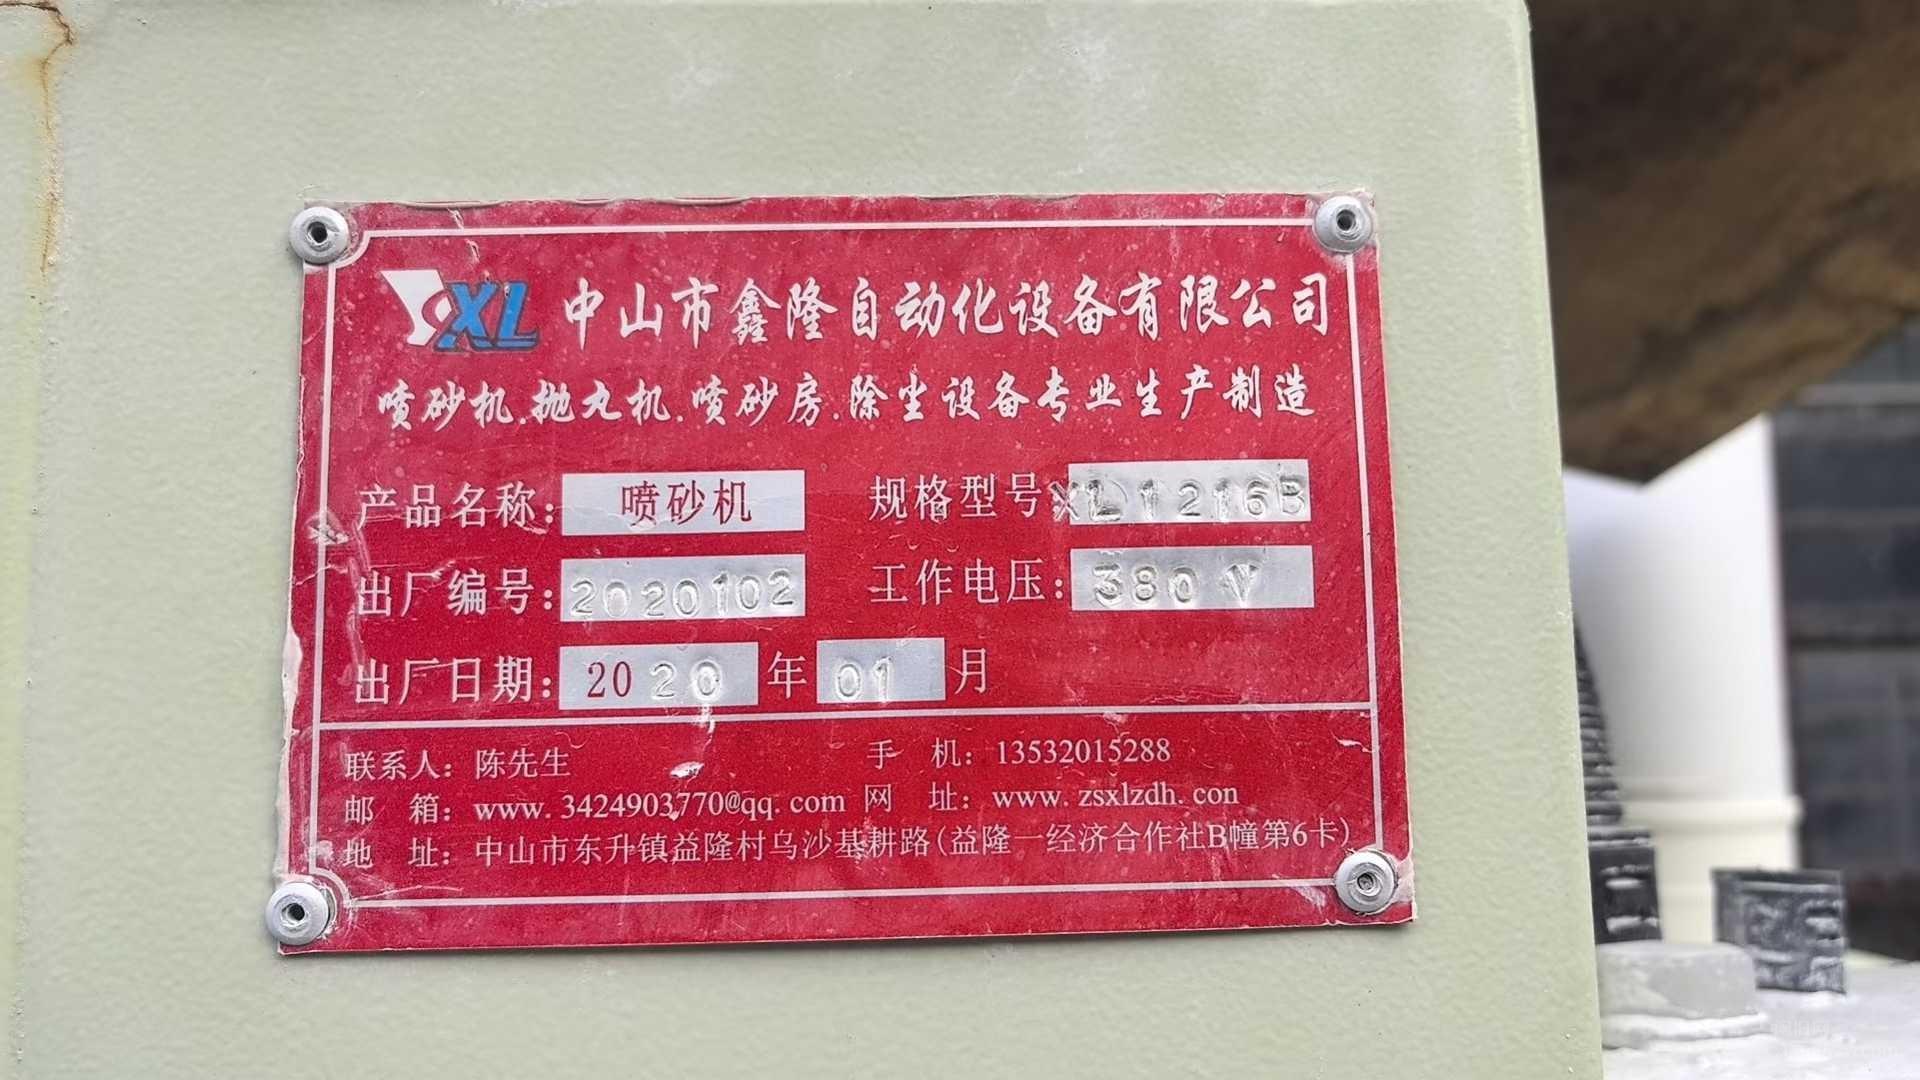 XL 中山市鑫隆自动化设备有限公司
喷砂机.抛丸机.喷砂房.除尘设备专业生产制造
产品名称: 喷砂机 规格型号: XL1216B
出厂编号: 2020102 工作电压: 380V
出厂日期: 2020 年 01 月
联系人: 陈先生 手 机: 13532015288
邮 箱: www.3424903770@qq.com 网 址: www.zsxlzdh.con
地 址: 中山市东升镇益隆村乌沙基耕路(益隆一经济合作社B幢第6卡)